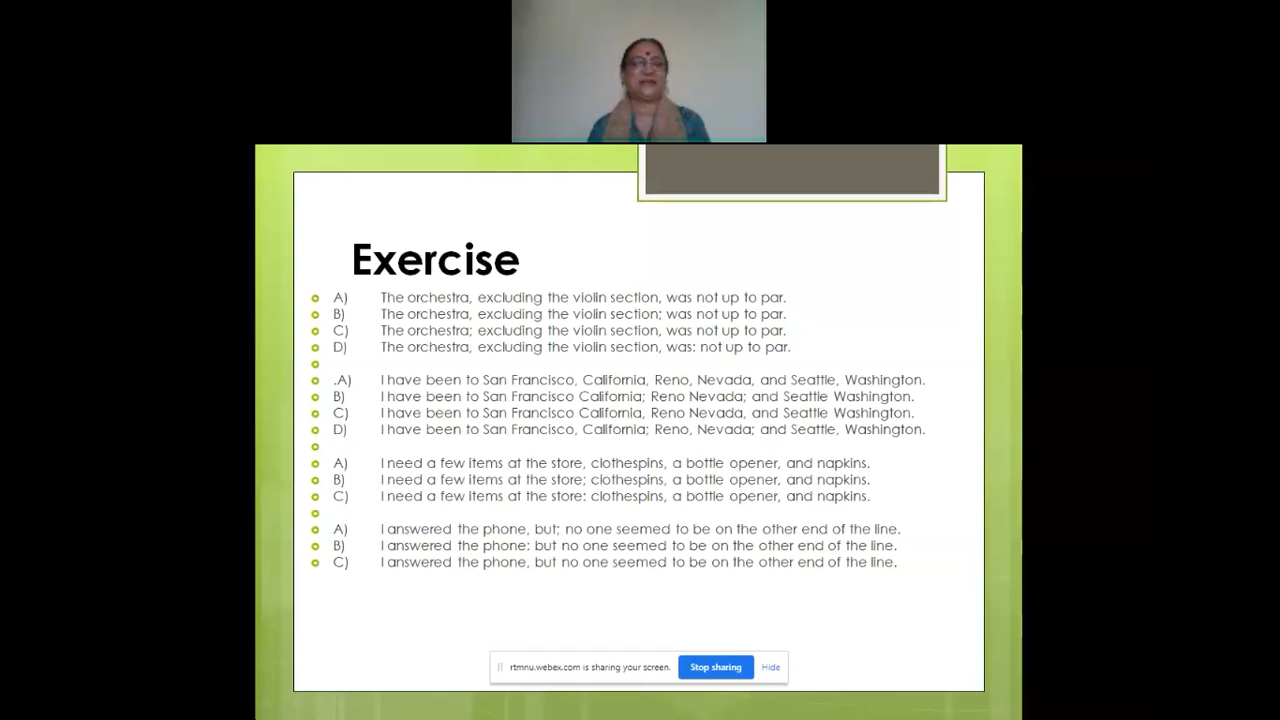 Exercise
A) The orchestra, excluding the violin section, was not up to par.
B) The orchestra, excluding the violin section; was not up to par.
C) The orchestra; excluding the violin section, was not up to par.
D) The orchestra, excluding the violin section, was: not up to par.
.A) I have been to San Francisco, California, Reno, Nevada, and Seattle, Washington.
B) I have been to San Francisco California; Reno Nevada; and Seattle Washington.
C) I have been to San Francisco California, Reno Nevada, and Seattle Washington.
D) I have been to San Francisco, California; Reno, Nevada; and Seattle, Washington.
A) I need a few items at the store, clothespins, a bottle opener, and napkins.
B) I need a few items at the store; clothespins, a bottle opener, and napkins.
C) I need a few items at the store: clothespins, a bottle opener, and napkins.
A) I answered the phone, but; no one seemed to be on the other end of the line.
B) I answered the phone: but no one seemed to be on the other end of the line.
C) I answered the phone, but no one seemed to be on the other end of the line.
rtmnu.webex.com is sharing your screen. Stop sharing Hide